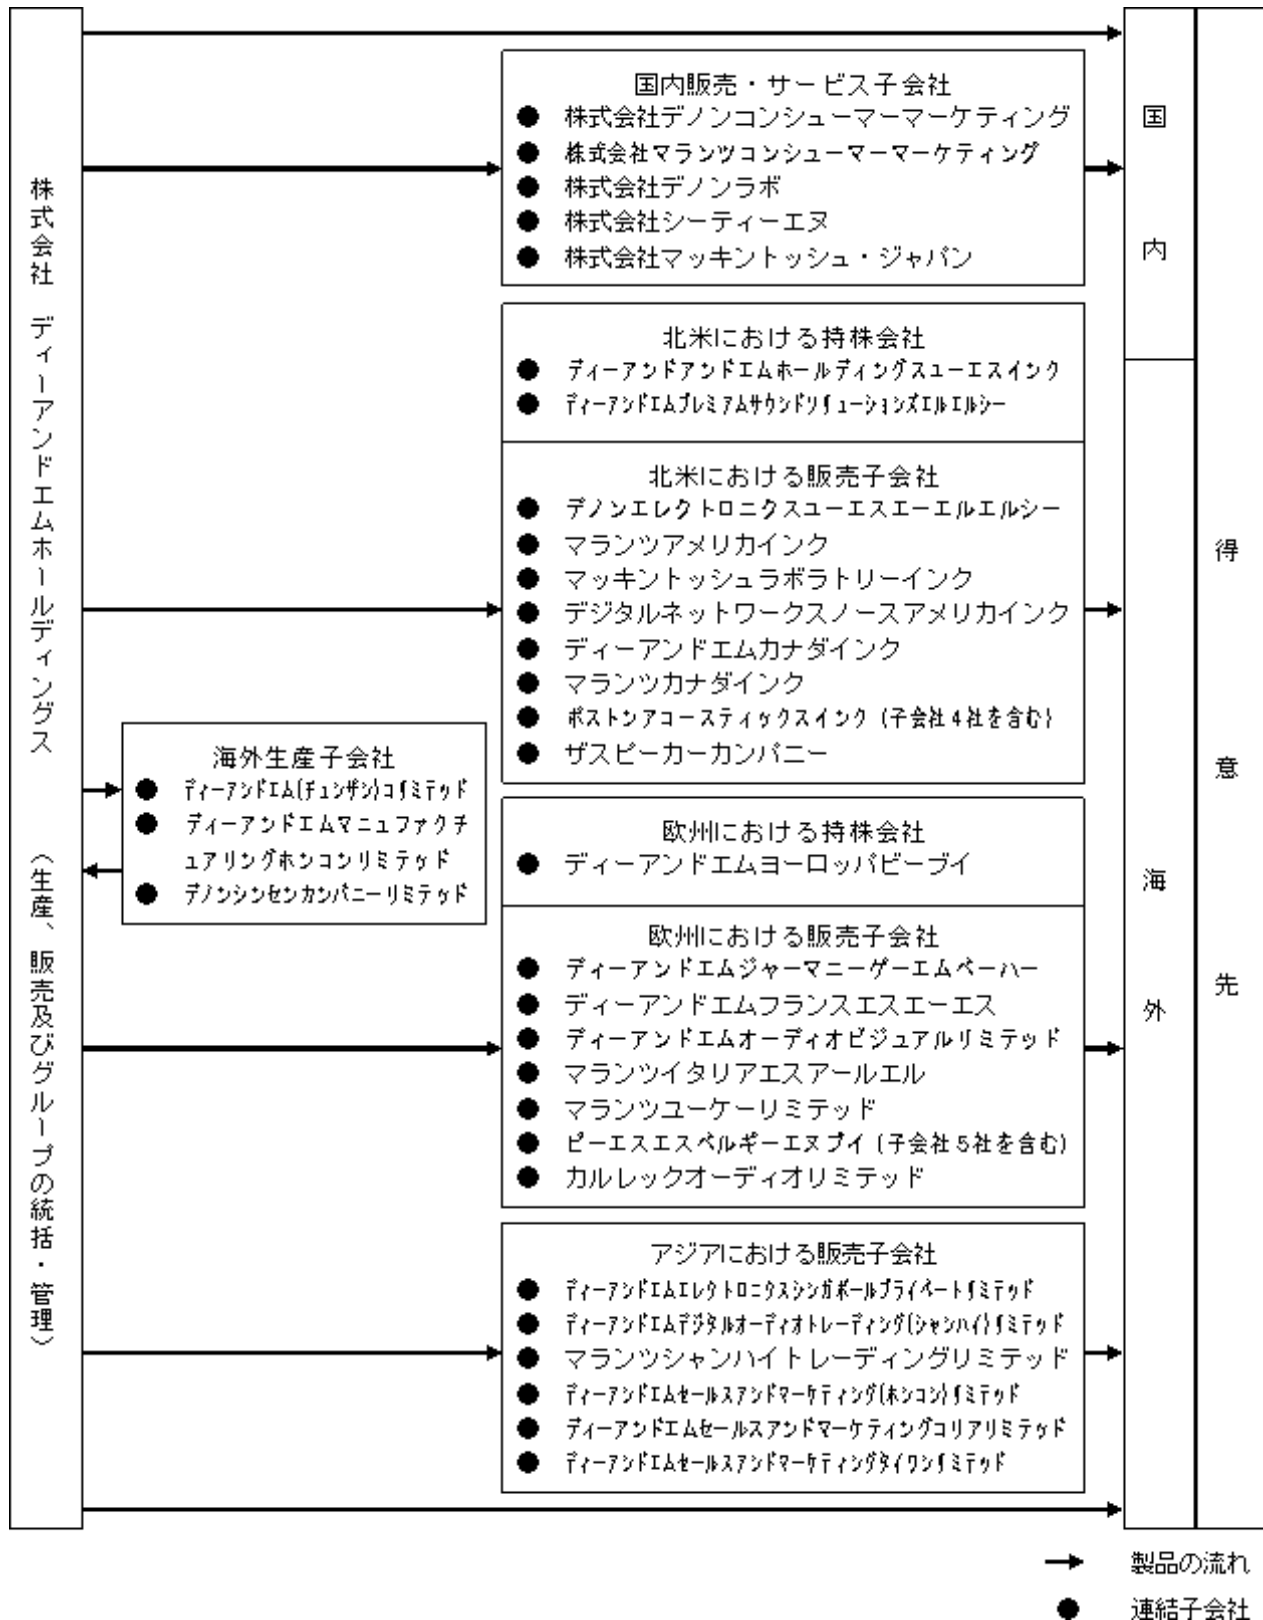 株式会社 ディーアンドエムホールディングス （生産、販売及びグループの統括・管理）
国内販売・サービス子会社
● 株式会社デノンコンシューマーマーケティング
● 株式会社マランツコンシューマーマーケティング
● 株式会社デノンラボ
● 株式会社シーティーエヌ
● 株式会社マッキントッシュ・ジャパン
北米における持株会社
● ディーアンドアンドエムホールディングスユーエスインク
● ディーアンドエムプレミアムサウンドソリューションズエルエルシー
北米における販売子会社
● デノンエレクトロニクスユーエスエーエルエルシー
● マランツアメリカインク
● マッキントッシュラボラトリーインク
● デジタルネットワークスノースアメリカインク
● ディーアンドエムカナダインク
● マランツカナダインク
● ボストンアコースティックスインク（子会社４社を含む）
● ザスピーカーカンパニー
海外生産子会社
● ディーアンドエム(チュンザン)コリミテッド
● ディーアンドエムマニュファクチ
ュアリングホンコンリミテッド
● デノンシンセンカンパニーリミテッド
欧州における持株会社
● ディーアンドエムヨーロッパビーブイ
欧州における販売子会社
● ディーアンドエムジャーマニーゲーエムベーハー
● ディーアンドエムフランスエスエーエス
● ディーアンドエムオーディオビジュアルリミテッド
● マランツイタリアエスアールエル
● マランツユーケーリミテッド
● ピーエスエスベルギーエヌブイ（子会社５社を含む）
● カルレックオーディオリミテッド
アジアにおける販売子会社
● ディーアンドエムエレクトロニクスシンガポールプライベートリミテッド
● ディーアンドエムデジタルオーディオトレーディング(シャンハイ)リミテッド
● マランツシャンハイトレーディングリミテッド
● ディーアンドエムセールスアンドマーケティング(ホンコン)リミテッド
● ディーアンドエムセールスアンドマーケティングコリアリミテッド
● ディーアンドエムセールスアンドマーケティングタイワンリミテッド
国内
海外
得意先
→ 製品の流れ
● 連結子会社